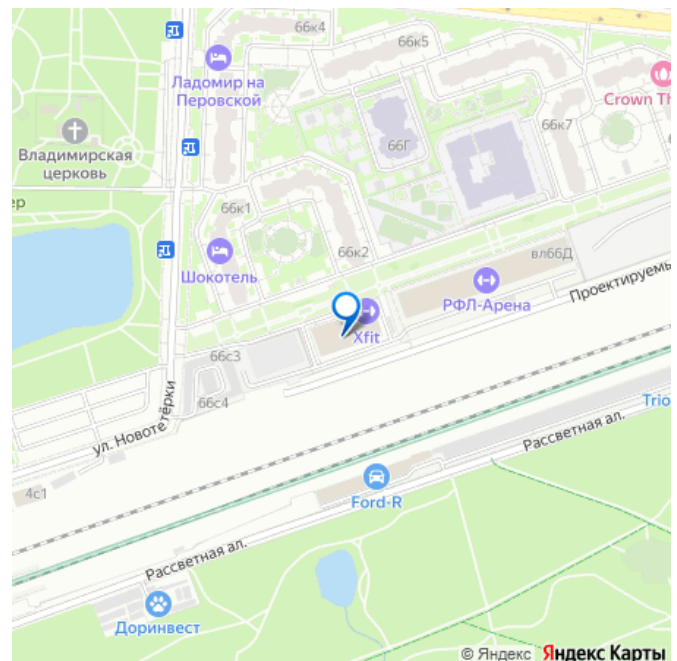 66к4
66к5
Ладомир на
Перовской
Crown Th
66Г
66к7
Владимирская
церковь
ер
66к1
66к2
Шокотель
вл66Д
РФЛ-Арена
Проектируемы
Xfit
66с3
66с4
ул. Новотетёрки
Trio
Рассветная ал.
4с1
Ford-R
Рассветная ал.
Доринвест
© Яндекс Яндекс Карты